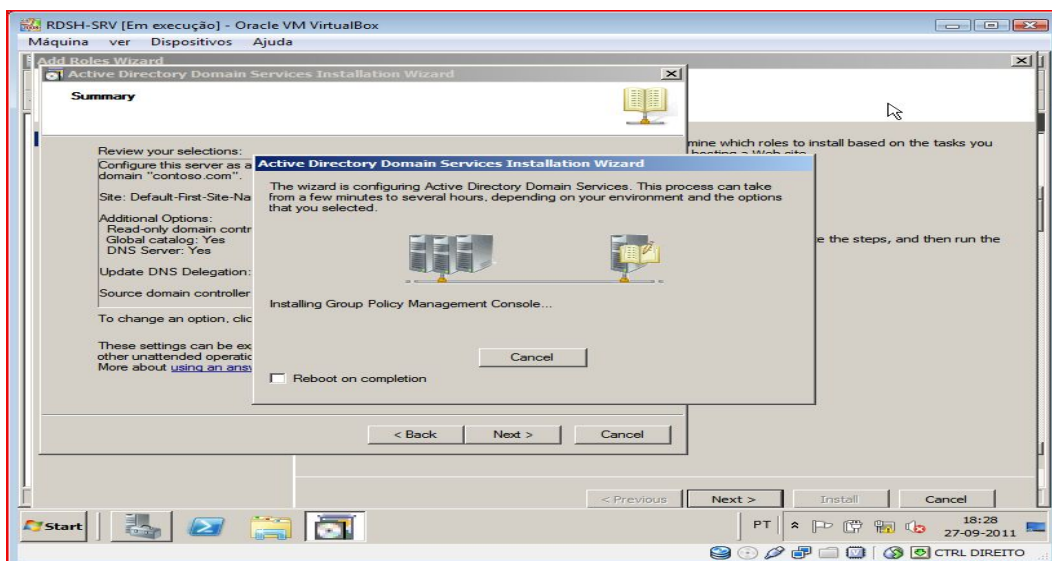 RDSH-SRV [Em execução] - Oracle VM VirtualBox
Máquina ver Dispositivos Ajuda
Add Roles Wizard
Active Directory Domain Services Installation Wizard
Summary
mine which roles to install based on the tasks you
hosting a Web site.
Review your selections:
Configure this server as a
domain "contoso.com".
Site: Default-First-Site-Na
Additional Options:
Read-only domain contr
Global catalog: Yes
DNS Server: Yes
Update DNS Delegation:
Source domain controller
To change an option, clic
These settings can be ex
other unattended operatic
More about using an ans
Active Directory Domain Services Installation Wizard
The wizard is configuring Active Directory Domain Services. This process can take
from a few minutes to several hours, depending on your environment and the options
that you selected.
Installing Group Policy Management Console...
Cancel
Reboot on completion
e the steps, and then run the
< Back Next > Cancel
< Previous Next > Install Cancel
Start PT 18:28
27-09-2011
CTRL DIREITO